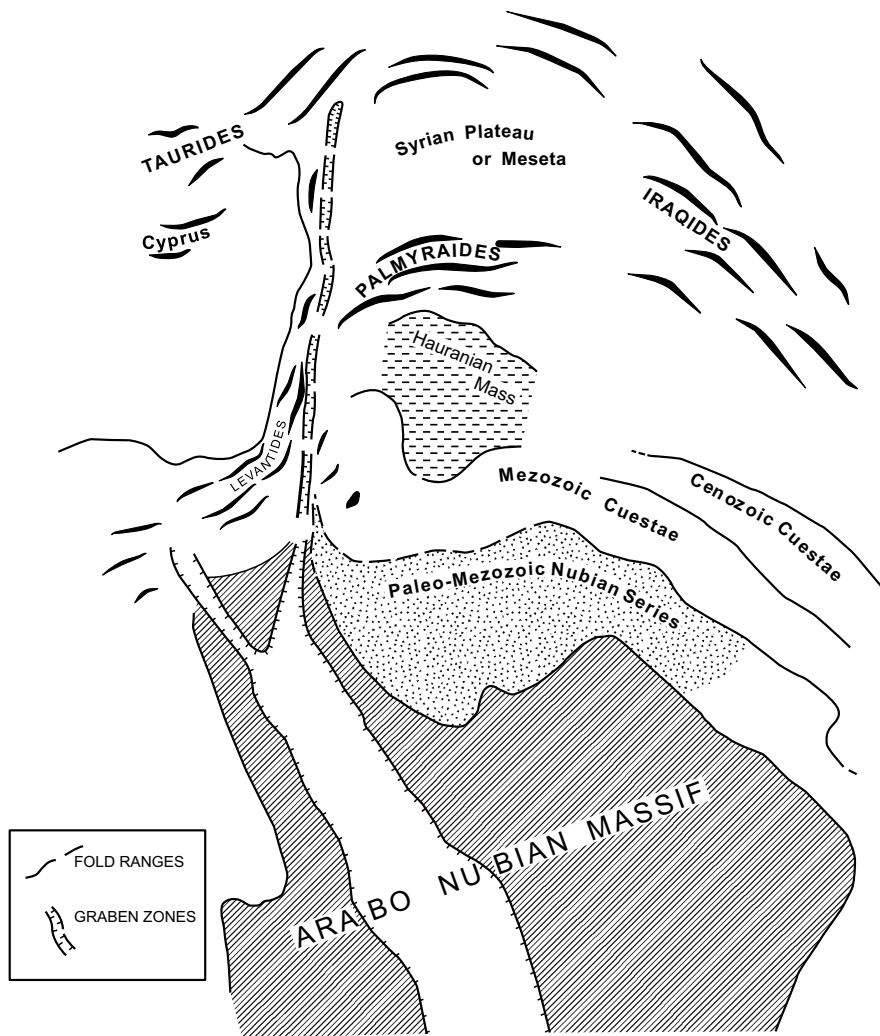 TAURIDES
Syrian Plateau
or Meseta
Cyprus
IRAQIDES
PALMYRAIDES
Hauranian
Mass
LEVANTIDES
Mezozoic Cuestae
Cenozoic Cuestae
Paleo-Mezozoic Nubian Series
ARABO NUBIAN MASSIF
FOLD RANGES
GRABEN ZONES